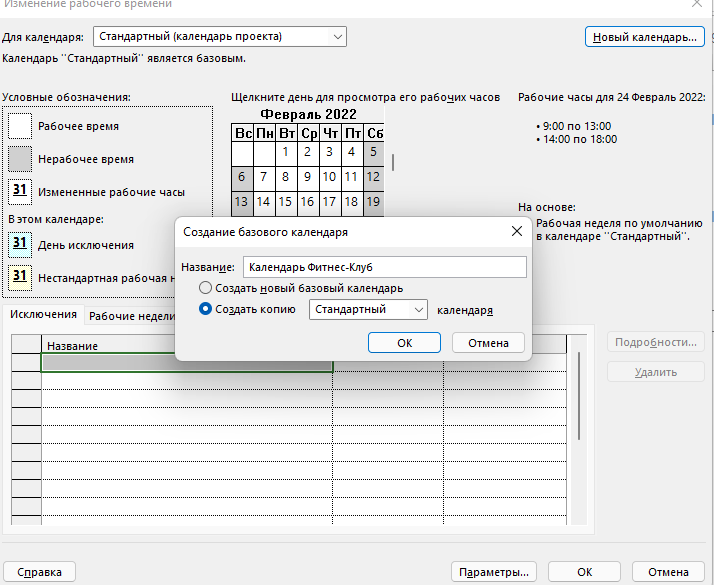 Изменение рабочего времени
Для календаря: Стандартный (календарь проекта) Новый календарь...
Календарь ''Стандартный'' является базовым.
Условные обозначения:
Рабочее время
Нерабочее время
31 Измененные рабочие часы
В этом календаре:
31 День исключения
31 Нестандартная рабочая н
Щелкните день для просмотра его рабочих часов
Февраль 2022
Вс Пн Вт Ср Чт Пт Сб
1 2 3 4 5
6 7 8 9 10 11 12
13 14 15 16 17 18 19
Рабочие часы для 24 Февраль 2022:
• 9:00 по 13:00
• 14:00 по 18:00
На основе:
Рабочая неделя по умолчанию
в календаре ''Стандартный''.
Создание базового календаря
Название: Календарь Фитнес-Клуб
Создать новый базовый календарь
Создать копию Стандартный календаря
ОК Отмена
Исключения Рабочие недели
Название
Подробности...
Удалить
Справка Параметры... ОК Отмена